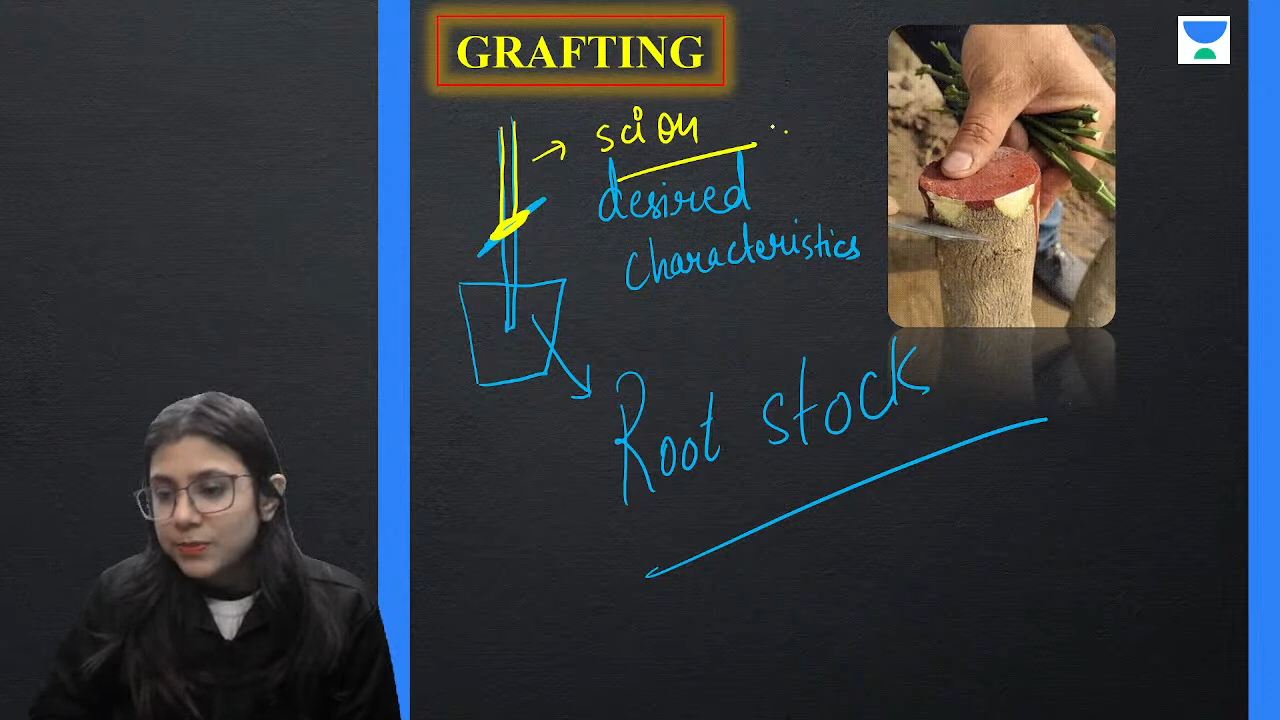 GRAFTING
scion
desired
characteristics
Root stock